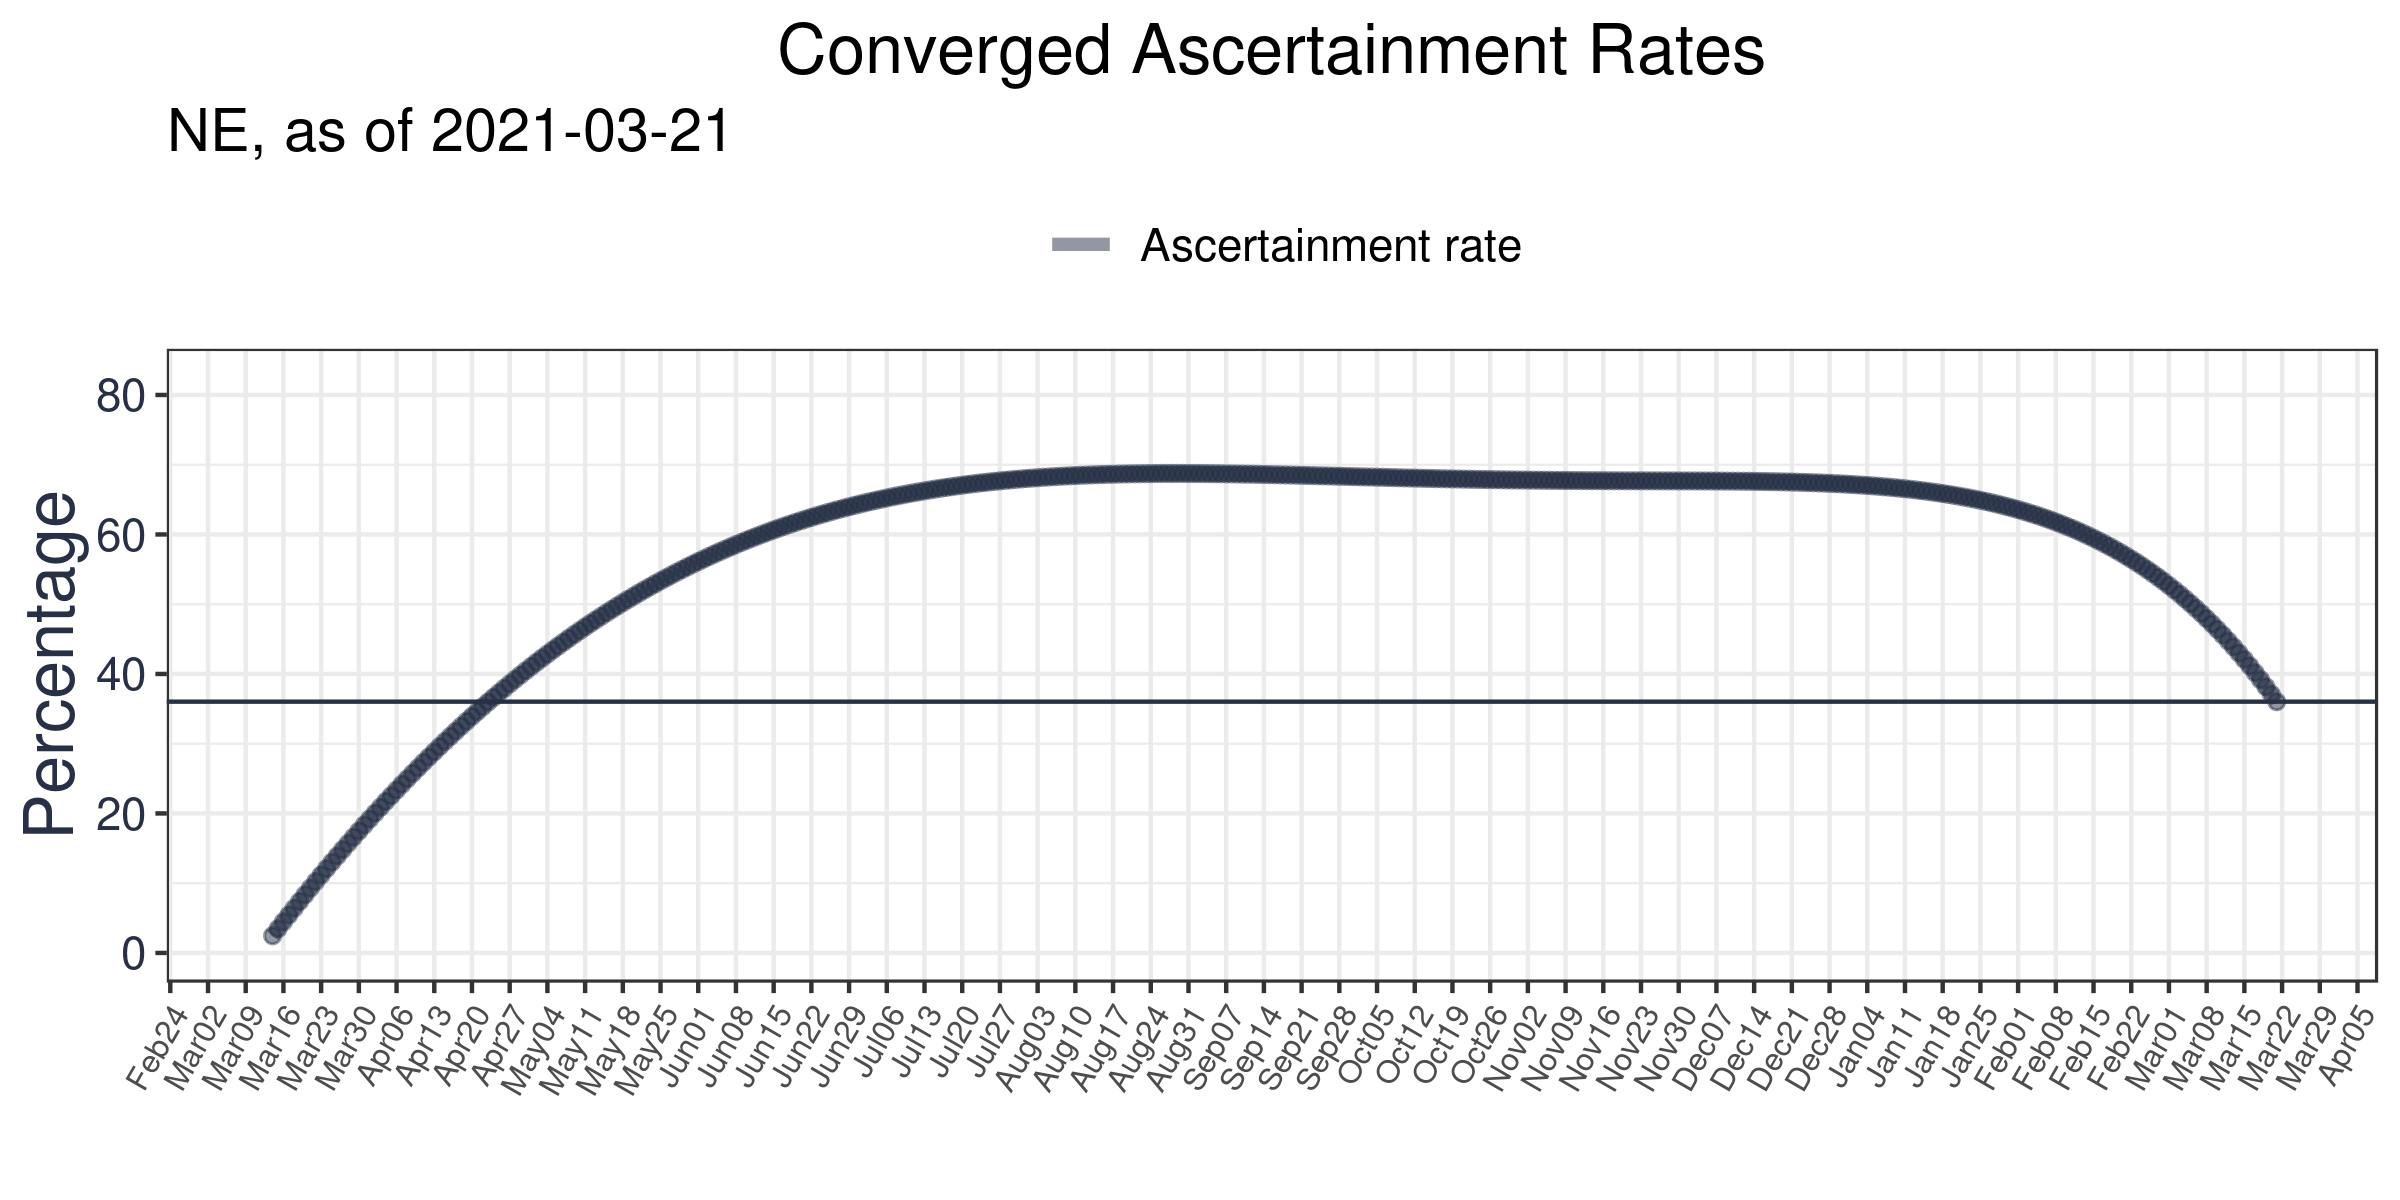 Converged Ascertainment Rates
NE, as of 2021-03-21
Ascertainment rate
Percentage
80
60
40
20
0
Feb24 Mar02 Mar09 Mar16 Mar23 Mar30 Apr06 Apr13 Apr20 Apr27 May04 May11 May18 May25 Jun01 Jun08 Jun15 Jun22 Jun29 Jul06 Jul13 Jul20 Jul27 Aug03 Aug10 Aug17 Aug24 Aug31 Sep07 Sep14 Sep21 Sep28 Oct05 Oct12 Oct19 Oct26 Nov02 Nov09 Nov16 Nov23 Nov30 Dec07 Dec14 Dec21 Dec28 Jan04 Jan11 Jan18 Jan25 Feb01 Feb08 Feb15 Feb22 Mar01 Mar08 Mar15 Mar22 Mar29 Apr05